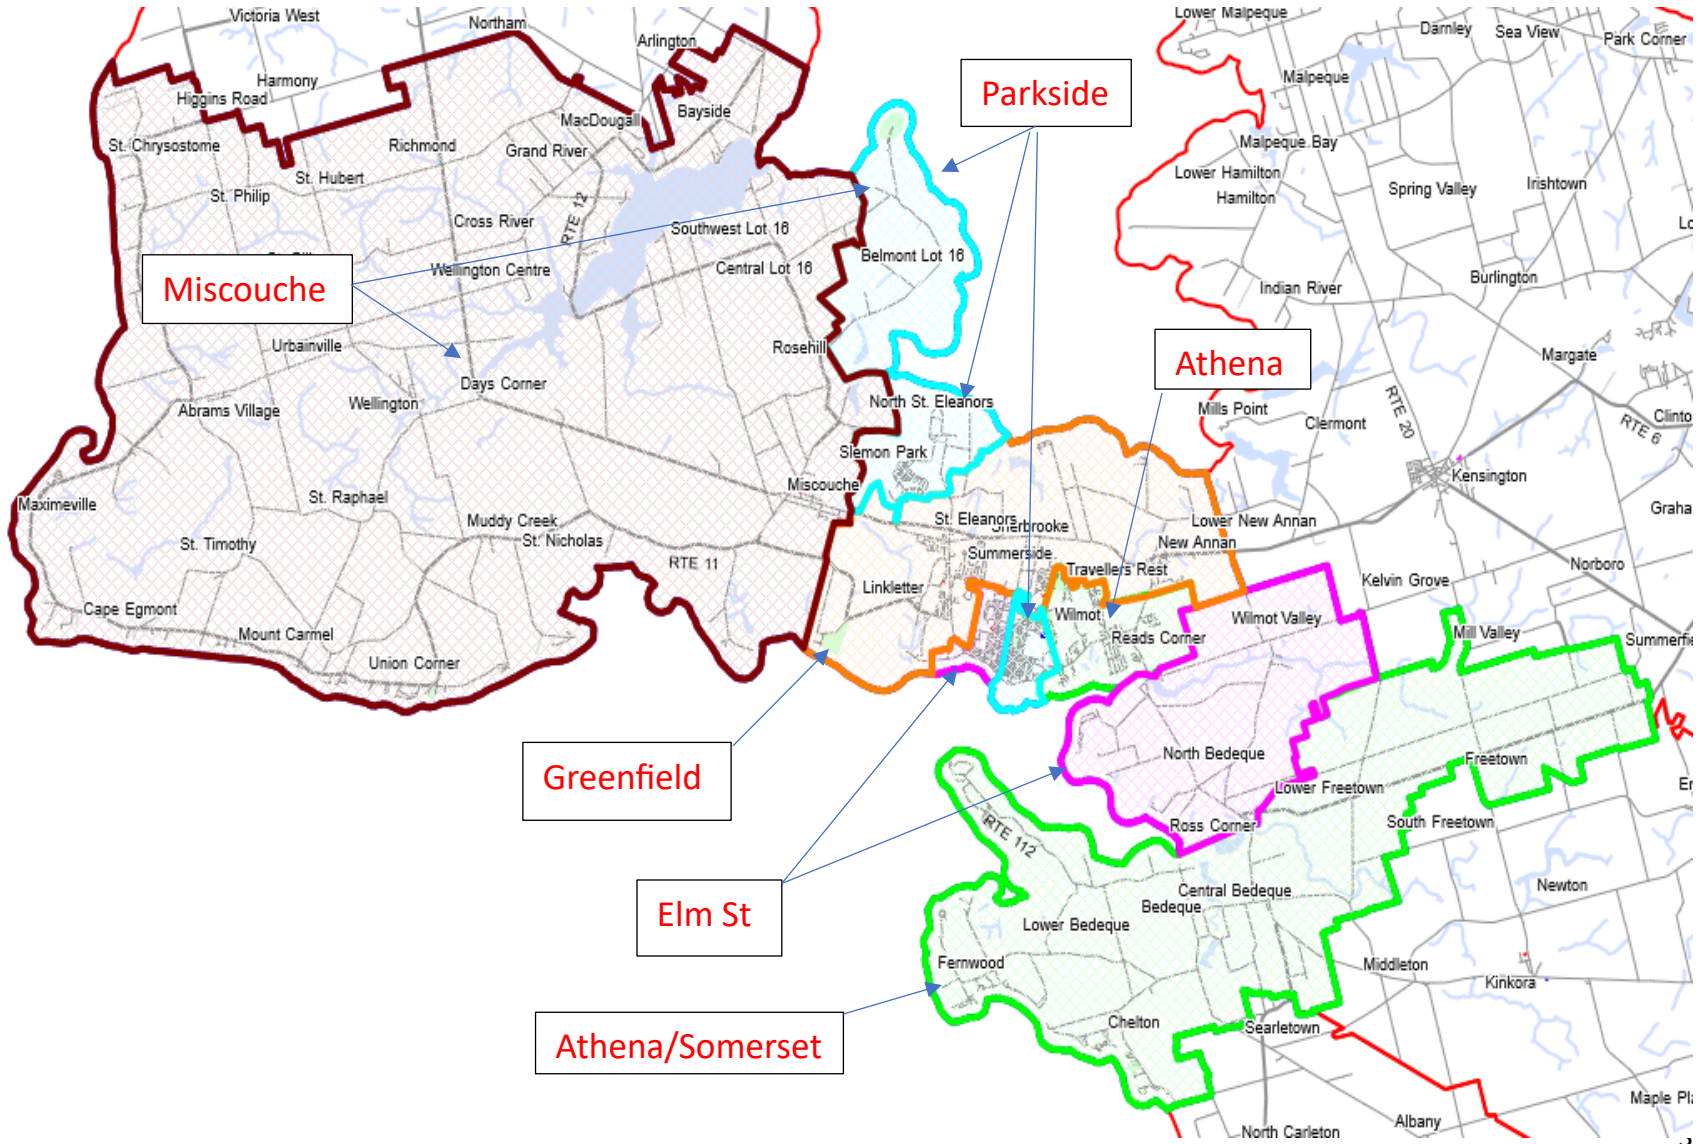 Victoria West
Northam
Lower Malpeque
Darnley
Sea View
Park Corner
Arlington
Harmony
Malpeque
Higgins Road
Bayside
Parkside
MacDougall
St. Chrysostome
Richmond
Grand River
Malpeque Bay
St. Hubert
St. Philip
Lower Hamilton
Hamilton
Spring Valley
Irishtown
Cross River
RTE 12
Southwest Lot 16
Belmont Lot 16
Wellington Centre
Central Lot 16
Miscouche
Indian River
Burlington
Urbainville
Rosehill
Athena
Margate
Days Corner
Abrams Village
Wellington
North St. Eleanors
Mills Point
Clermont
RTE 20
RTE 6
Clinto
Slemon Park
Kensington
Miscouche
Maximeville
St. Raphael
Graha
Muddy Creek
St. Eleanors
Sherbrooke
Lower New Annan
St. Timothy
St. Nicholas
New Annan
RTE 11
Summerside
Travellers Rest
Norboro
Linkletter
Kelvin Grove
Cape Egmont
Wilmot
Wilmot Valley
Mount Carmel
Reads Corner
Mill Valley
Summerfie
Union Corner
North Bedeque
Freetown
Greenfield
Lower Freetown
RTE 112
Ross Corner
South Freetown
Elm St
Central Bedeque
Newton
Bedeque
Lower Bedeque
Fernwood
Middleton
Kinkora
Chelton
Searletown
Athena/Somerset
Maple Pla
Albany
North Carleton